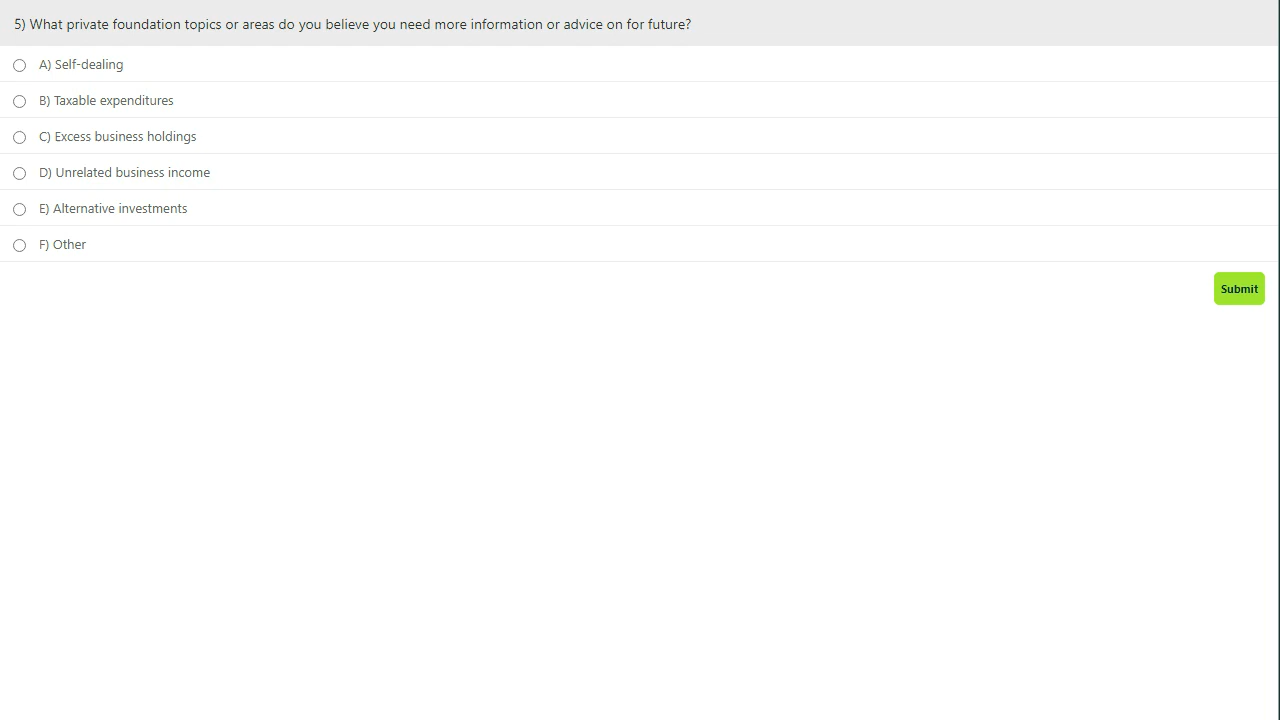 5) What private foundation topics or areas do you believe you need more information or advice on for future?
A) Self-dealing
B) Taxable expenditures
C) Excess business holdings
D) Unrelated business income
E) Alternative investments
F) Other
Submit